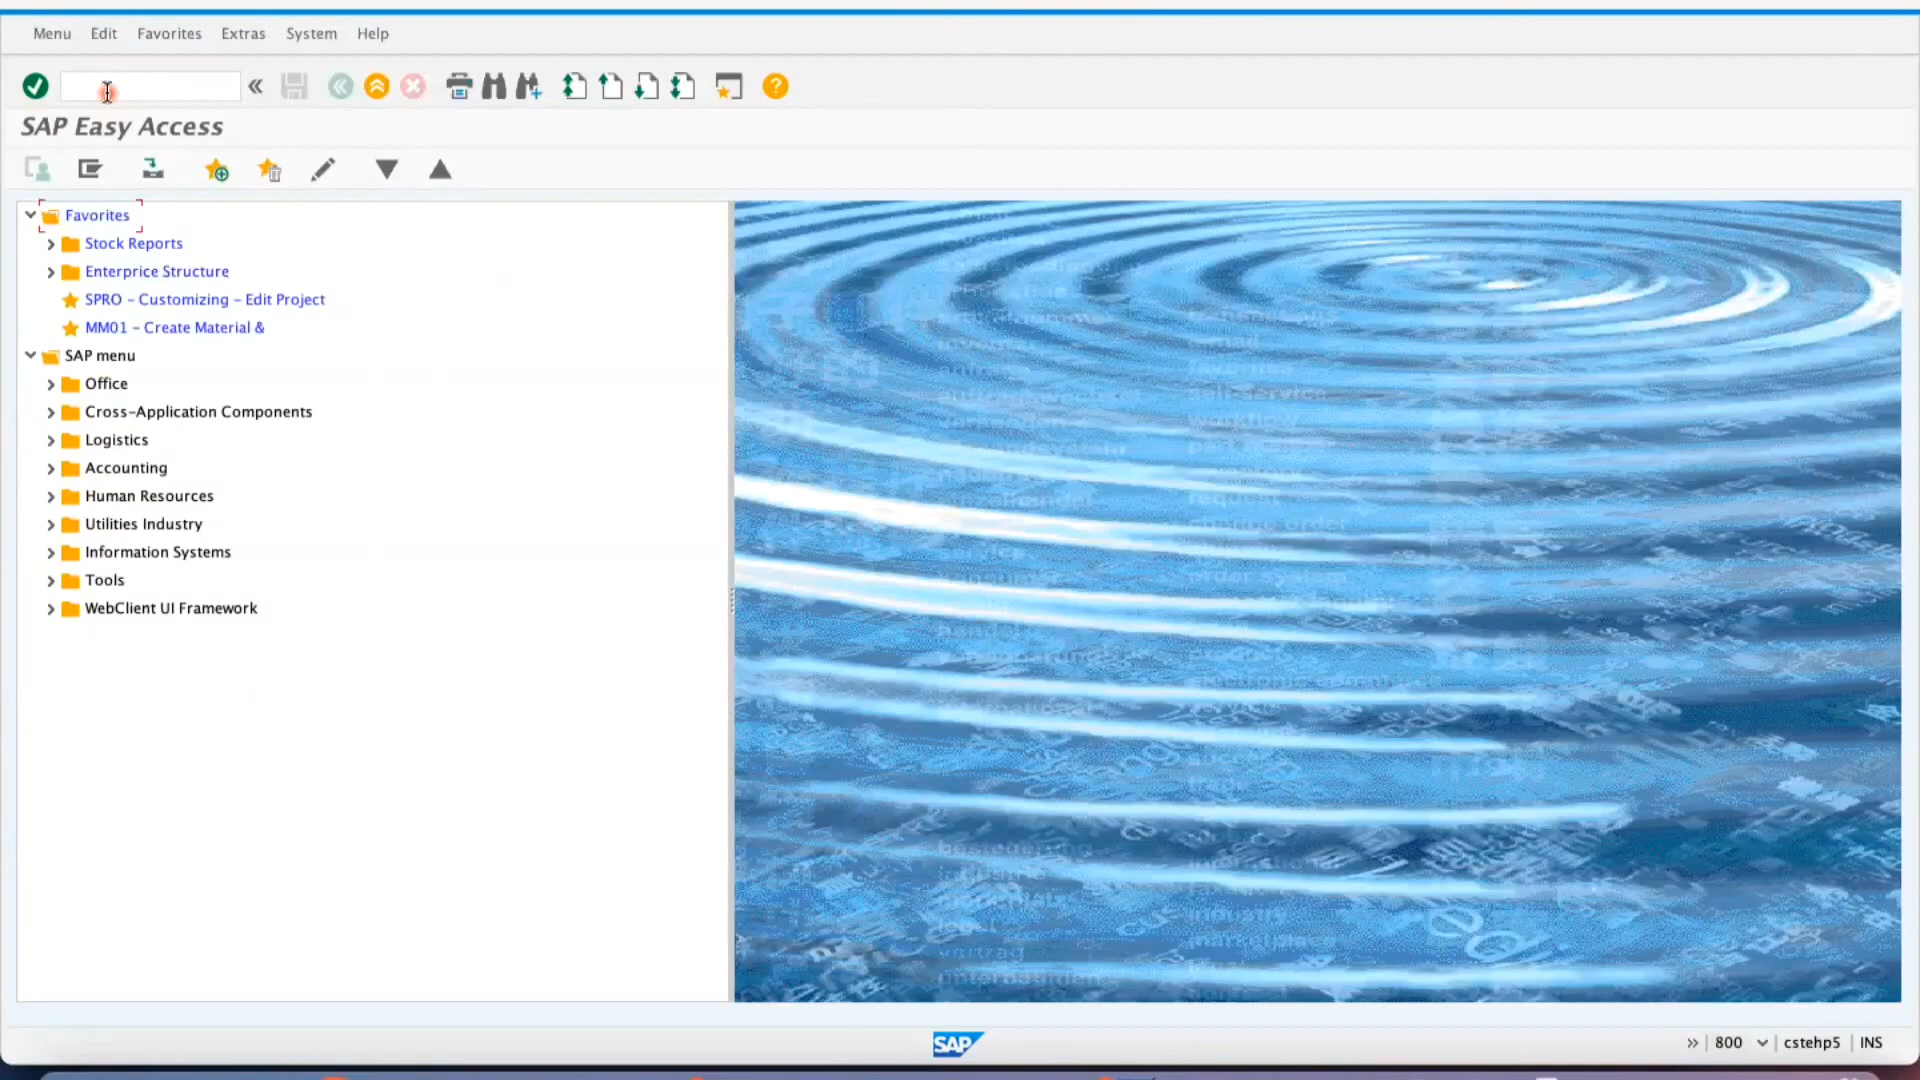 Menu Edit Favorites Extras System Help
SAP Easy Access
Favorites
Stock Reports
Enterprice Structure
SPRO - Customizing - Edit Project
MM01 - Create Material &
SAP menu
Office
Cross-Application Components
Logistics
Accounting
Human Resources
Utilities Industry
Information Systems
Tools
WebClient UI Framework
SAP
800 cstehp5 INS